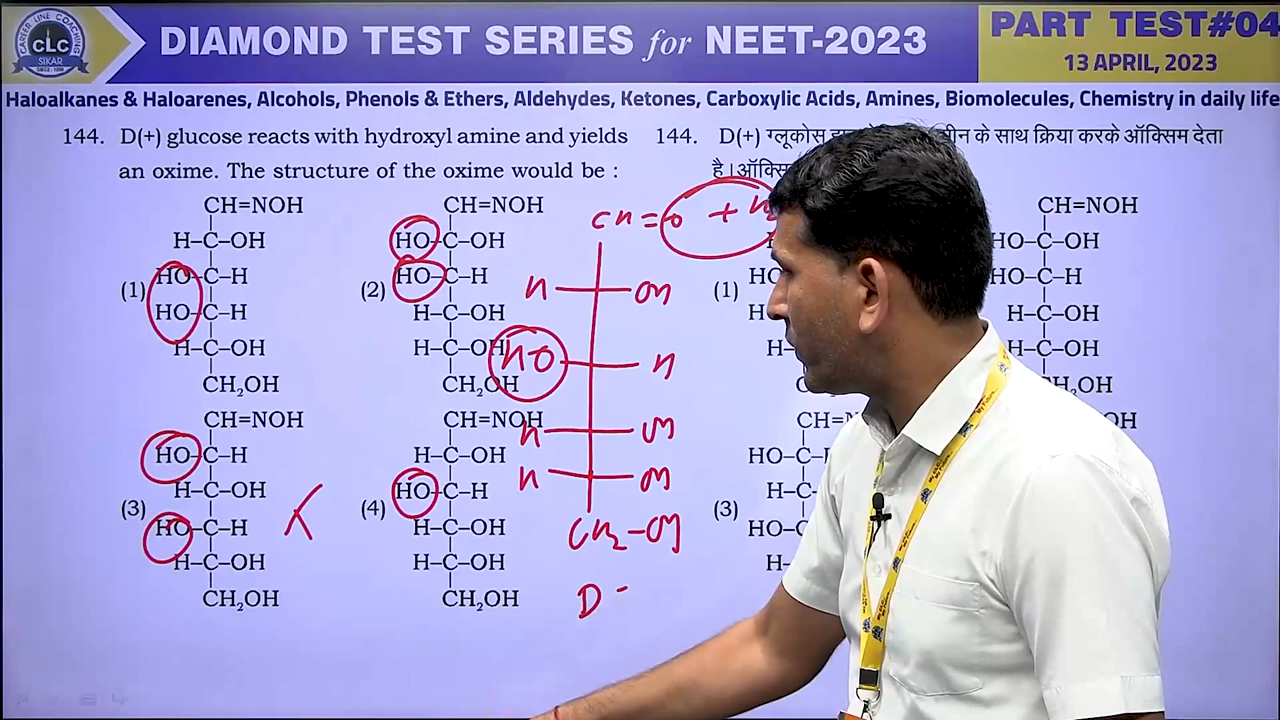 CAREER LINE COACHING
CLC
SIKAR
DIAMOND TEST SERIES for NEET-2023
PART TEST#04
13 APRIL, 2023
Haloalkanes & Haloarenes, Alcohols, Phenols & Ethers, Aldehydes, Ketones, Carboxylic Acids, Amines, Biomolecules, Chemistry in daily life
144. D(+) glucose reacts with hydroxyl amine and yields
an oxime. The structure of the oxime would be :
(1)
CH=NOH
H–C–OH
HO–C–H
HO–C–H
H–C–OH
CH₂OH
(2)
CH=NOH
HO–C–OH
HO–C–H
H–C–OH
H–C–OH
CH₂OH
(3)
CH=NOH
HO–C–H
H–C–OH
HO–C–H
H–C–OH
CH₂OH
(4)
CH=NOH
H–C–OH
HO–C–H
H–C–OH
H–C–OH
CH₂OH
CH=O +
H OH
HO H
H OH
H OH
CH₂–OH
D -
144. D(+) ग्लूकोस के साथ क्रिया करके ऑक्सिम देता
है।
(1)
HO
H–
CH=NOH
HO–C–OH
HO–C–H
H–C–OH
H–C–OH
(3)
HO–C–
H–C–
HO–C–
H–
OH